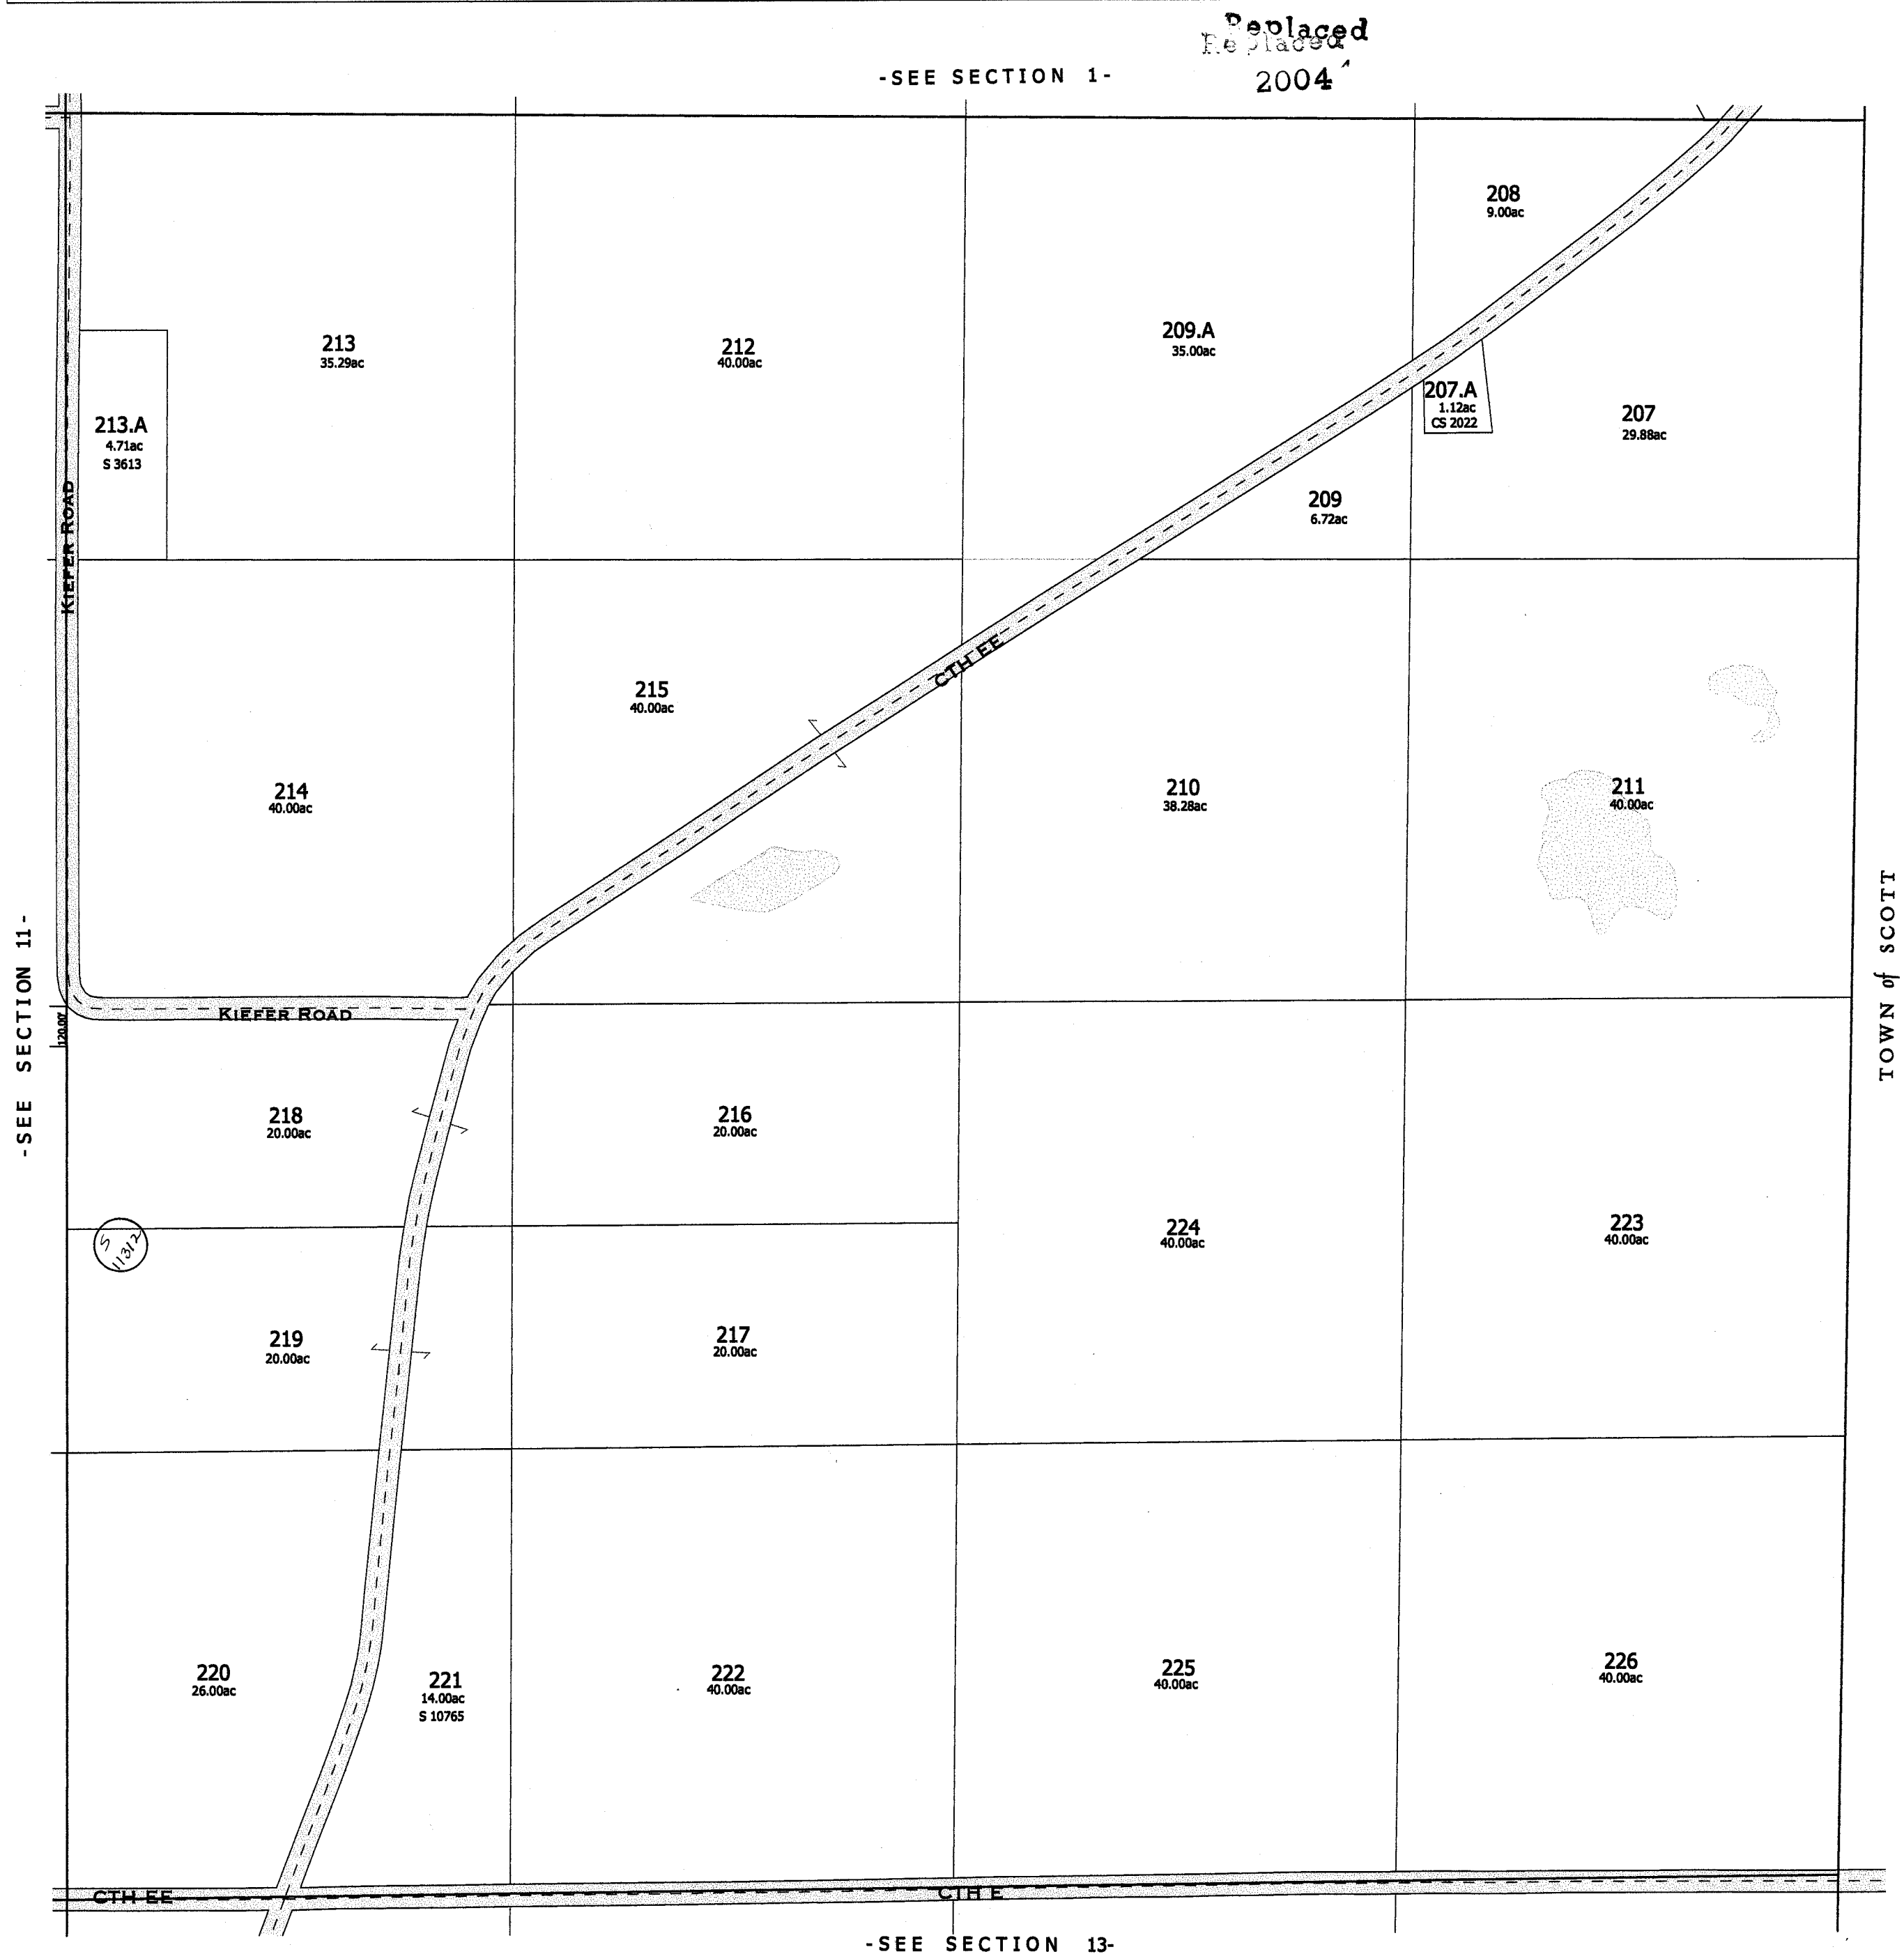 Replaced
Replaced
2004
-SEE SECTION 1-
208
9.00ac
213
35.29ac
212
40.00ac
209.A
35.00ac
207.A
1.12ac
CS 2022
207
29.88ac
213.A
4.71ac
S 3613
KIEFER ROAD
209
6.72ac
CTH EE
215
40.00ac
214
40.00ac
210
38.28ac
211
40.00ac
TOWN of SCOTT
-SEE SECTION 11-
KIEFER ROAD
120.00'
218
20.00ac
216
20.00ac
S
11312
224
40.00ac
223
40.00ac
219
20.00ac
217
20.00ac
220
26.00ac
221
14.00ac
S 10765
222
40.00ac
225
40.00ac
226
40.00ac
CTH EE
CTH E
-SEE SECTION 13-